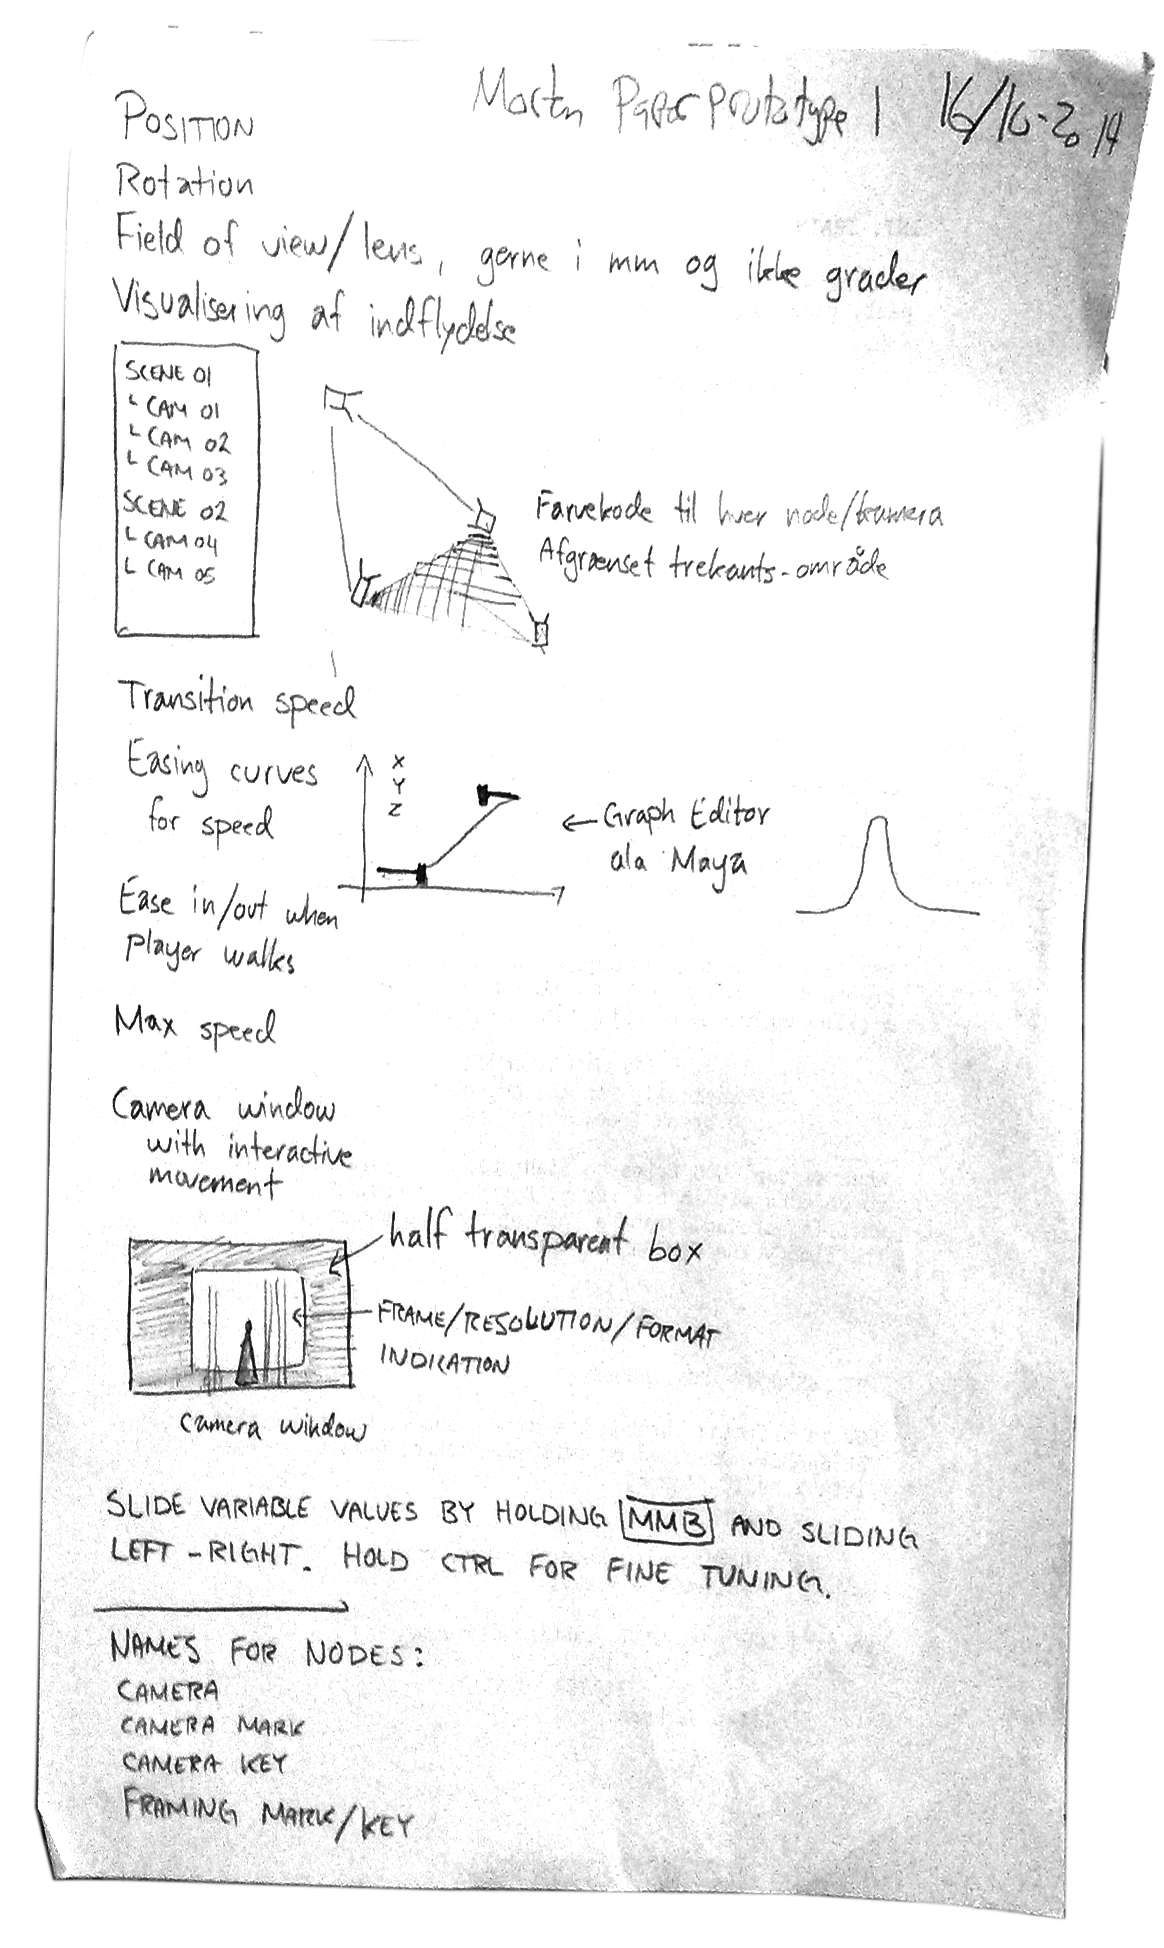 Morten Paper Prototype 1 16/10-2014
POSITION
Rotation
Field of view/lens, gerne i mm og ikke grader
Visualisering af indflydelse
SCENE 01
└ CAM 01
└ CAM 02
└ CAM 03
SCENE 02
└ CAM 04
└ CAM 05
Farvekode til hver node/kamera
Afgrænset trekants-område
Transition speed
Easing curves
for speed
X
Y
Z
← Graph Editor
ala Maya
Ease in/out when
player walks
Max speed
Camera window
with interactive
movement
half transparent box
FRAME/RESOLUTION/FORMAT
INDICATION
Camera window
SLIDE VARIABLE VALUES BY HOLDING MMB AND SLIDING
LEFT-RIGHT. HOLD CTRL FOR FINE TUNING.
NAMES FOR NODES:
CAMERA
CAMERA MARK
CAMERA KEY
FRAMING MARK/KEY